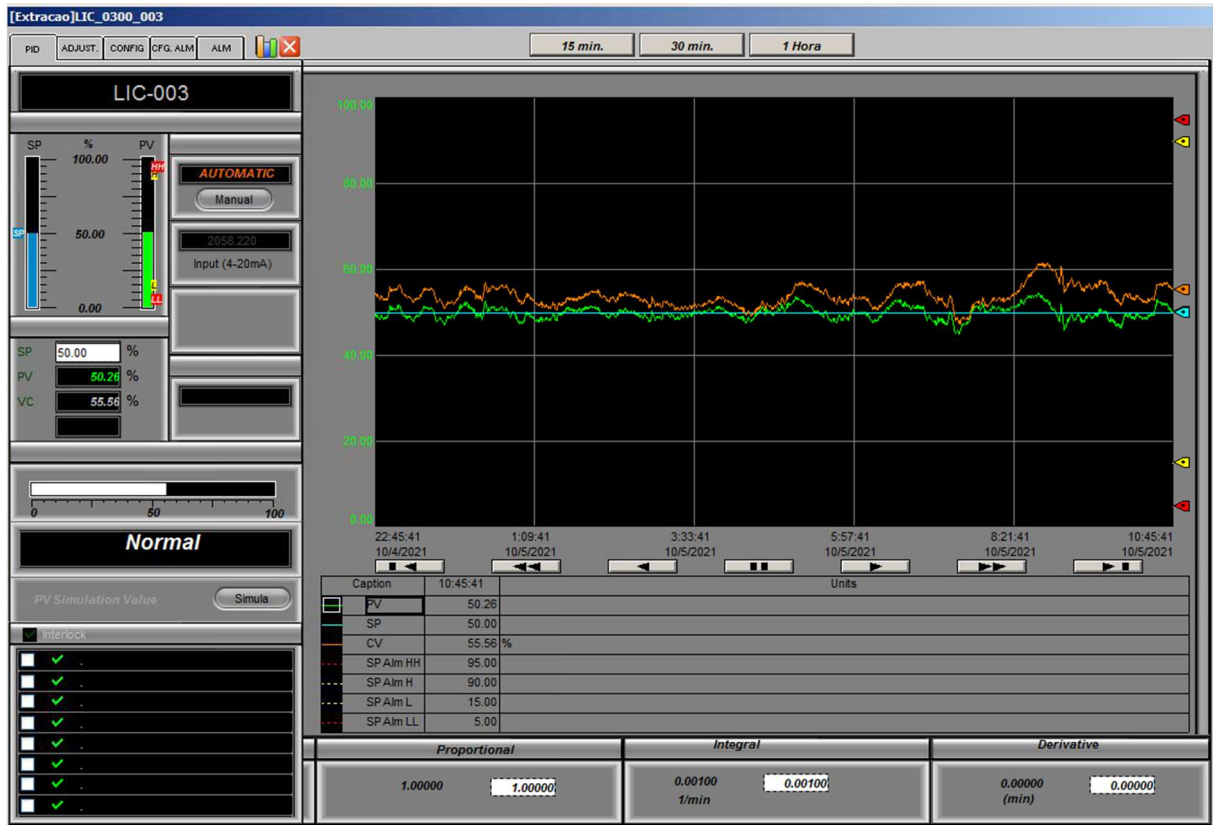 [Extracao]LIC_0300_003
PID ADJUST. CONFIG CFG. ALM ALM
15 min. 30 min. 1 Hora
LIC-003
SP % PV
100.00
HH
SP 50.00
L
LL
0.00
AUTOMATIC
Manual
2058.220
Input (4-20mA)
SP 50.00 %
PV 50.26 %
VC 55.56 %
0 50 100
Normal
PV Simulation Value Simula
Interlock
.
.
.
.
.
.
.
.
100.00
80.00
60.00
40.00
20.00
0.00
22:45:41 1:09:41 3:33:41 5:57:41 8:21:41 10:45:41
10/4/2021 10/5/2021 10/5/2021 10/5/2021 10/5/2021 10/5/2021
Caption 10:45:41 Units
PV 50.26
SP 50.00
CV 55.56 %
SP Alm HH 95.00
SP Alm H 90.00
SP Alm L 15.00
SP Alm LL 5.00
Proportional Integral Derivative
1.00000 1.00000 0.00100 0.00100 0.00000 0.00000
1/min (min)